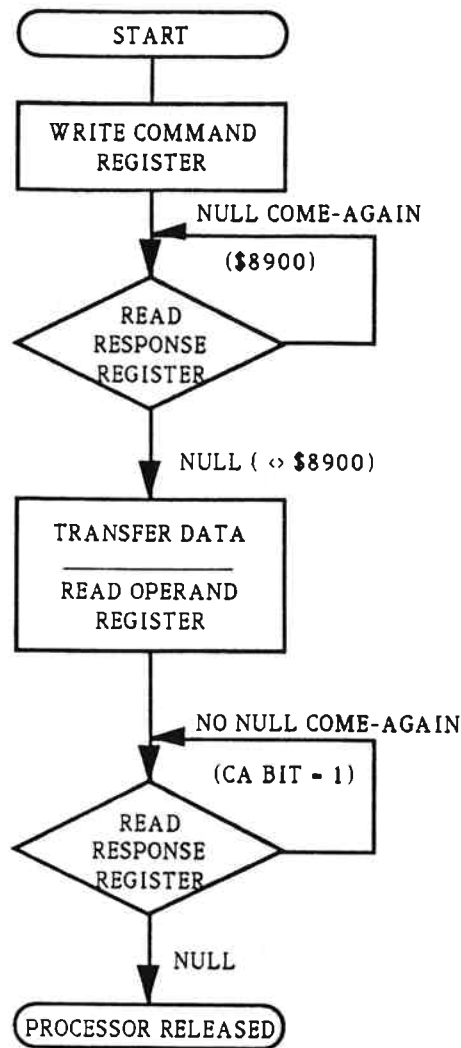 START
WRITE COMMAND
REGISTER
NULL COME-AGAIN
($8900)
READ
RESPONSE
REGISTER
NULL ( <> $8900)
TRANSFER DATA
READ OPERAND
REGISTER
NO NULL COME-AGAIN
(CA BIT = 1)
READ
RESPONSE
REGISTER
NULL
PROCESSOR RELEASED